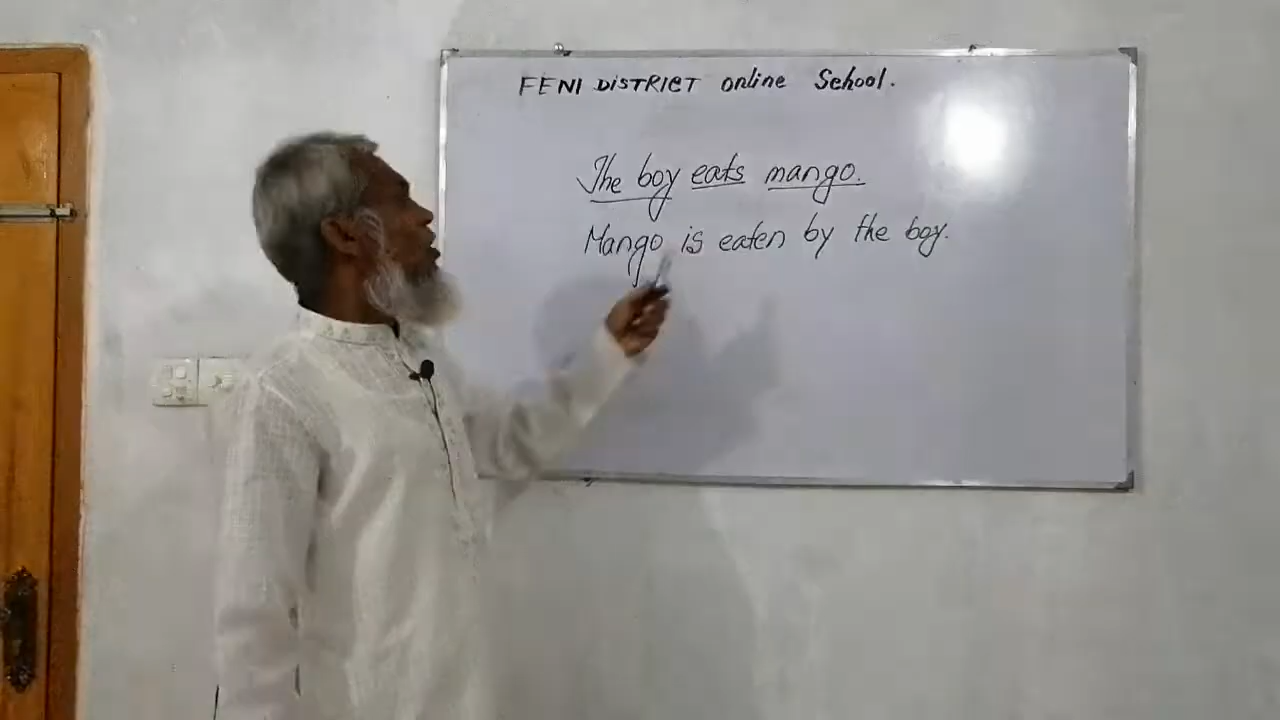 FENI DISTRICT online School.
The boy eats mango.
Mango is eaten by the boy.